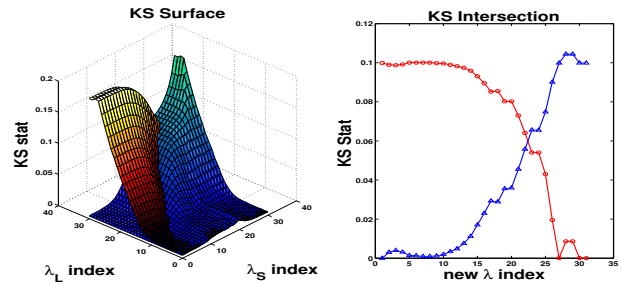 KS Surface
0.2
0.15
0.1
0.05
0
KS stat
40
30
20
10
0
λL index
0
10
20
30
40
λS index
KS Intersection
0.12
0.1
0.08
0.06
0.04
0.02
0
KS Stat
0 5 10 15 20 25 30 35
new λ index